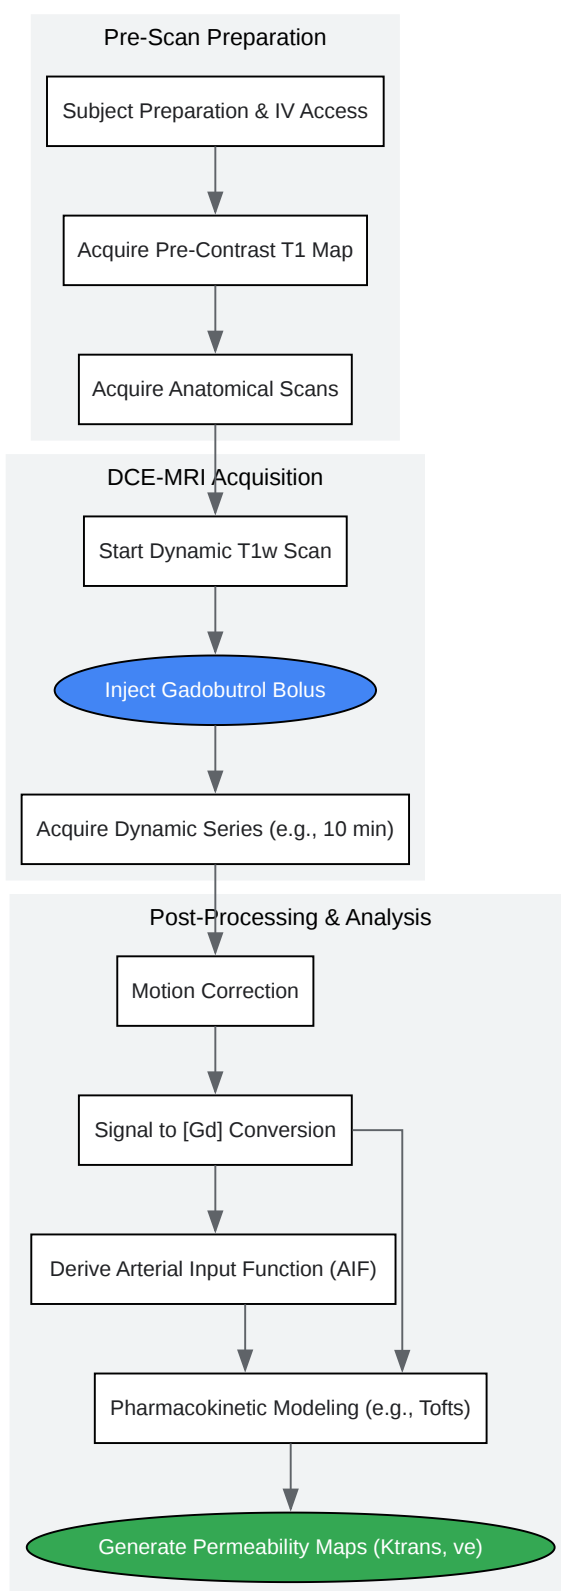 Pre-Scan Preparation
Subject Preparation & IV Access
Acquire Pre-Contrast T1 Map
Acquire Anatomical Scans
DCE-MRI Acquisition
Start Dynamic T1w Scan
Inject Gadobutrol Bolus
Acquire Dynamic Series (e.g., 10 min)
Post-Processing & Analysis
Motion Correction
Signal to [Gd] Conversion
Derive Arterial Input Function (AIF)
Pharmacokinetic Modeling (e.g., Tofts)
Generate Permeability Maps (Ktrans, ve)